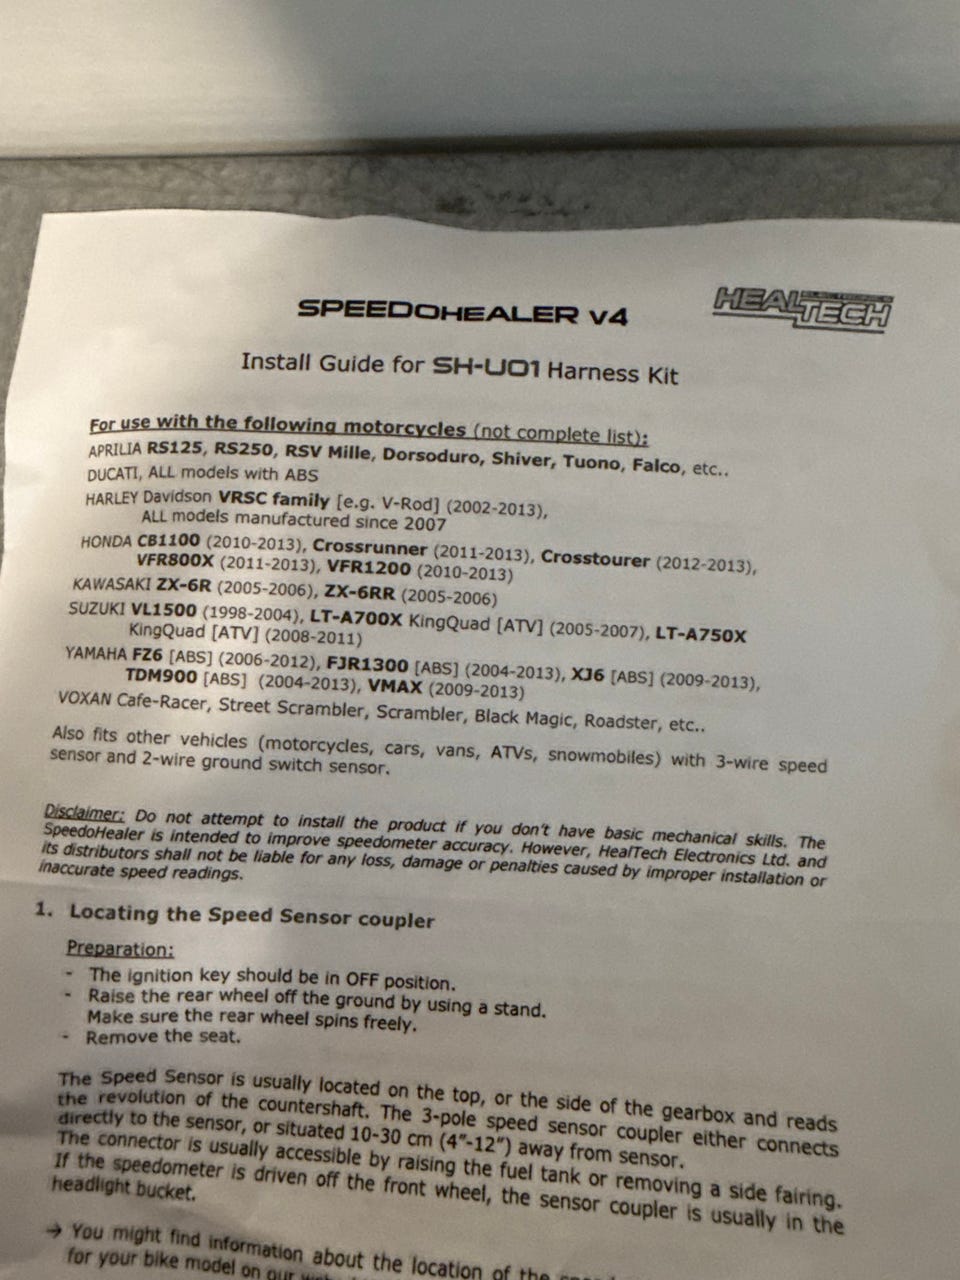 SPEEDOHEALER v4
HEALTECH ELECTRONICS
Install Guide for SH-U01 Harness Kit
For use with the following motorcycles (not complete list):
APRILIA RS125, RS250, RSV Mille, Dorsoduro, Shiver, Tuono, Falco, etc..
DUCATI, ALL models with ABS
HARLEY Davidson VRSC family [e.g. V-Rod] (2002-2013),
ALL models manufactured since 2007
HONDA CB1100 (2010-2013), Crossrunner (2011-2013), Crosstourer (2012-2013),
VFR800X (2011-2013), VFR1200 (2010-2013)
KAWASAKI ZX-6R (2005-2006), ZX-6RR (2005-2006)
SUZUKI VL1500 (1998-2004), LT-A700X KingQuad [ATV] (2005-2007), LT-A750X
KingQuad [ATV] (2008-2011)
YAMAHA FZ6 [ABS] (2006-2012), FJR1300 [ABS] (2004-2013), XJ6 [ABS] (2009-2013),
TDM900 [ABS] (2004-2013), VMAX (2009-2013)
VOXAN Cafe-Racer, Street Scrambler, Scrambler, Black Magic, Roadster, etc..
Also fits other vehicles (motorcycles, cars, vans, ATVs, snowmobiles) with 3-wire speed
sensor and 2-wire ground switch sensor.
Disclaimer: Do not attempt to install the product if you don't have basic mechanical skills. The
SpeedoHealer is intended to improve speedometer accuracy. However, HealTech Electronics Ltd. and
its distributors shall not be liable for any loss, damage or penalties caused by improper installation or
inaccurate speed readings.
1. Locating the Speed Sensor coupler
Preparation:
- The ignition key should be in OFF position.
- Raise the rear wheel off the ground by using a stand.
Make sure the rear wheel spins freely.
- Remove the seat.
The Speed Sensor is usually located on the top, or the side of the gearbox and reads
the revolution of the countershaft. The 3-pole speed sensor coupler either connects
directly to the sensor, or situated 10-30 cm (4"-12") away from sensor.
The connector is usually accessible by raising the fuel tank or removing a side fairing.
If the speedometer is driven off the front wheel, the sensor coupler is usually in the
headlight bucket.
→ You might find information about the location of the
for your bike model on our